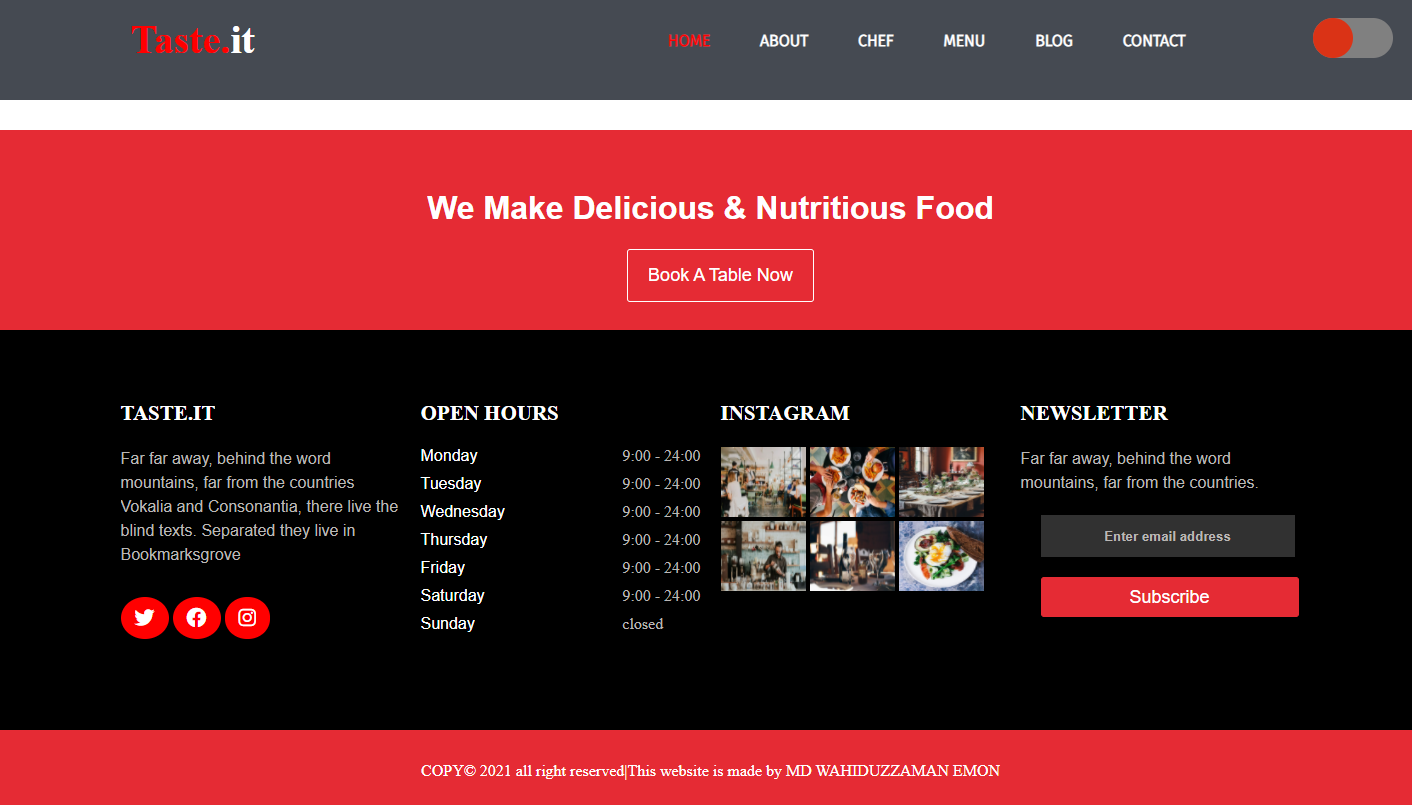 Taste.it
HOME ABOUT CHEF MENU BLOG CONTACT
We Make Delicious & Nutritious Food
Book A Table Now
TASTE.IT
Far far away, behind the word
mountains, far from the countries
Vokalia and Consonantia, there live the
blind texts. Separated they live in
Bookmarksgrove
OPEN HOURS
Monday 9:00 - 24:00
Tuesday 9:00 - 24:00
Wednesday 9:00 - 24:00
Thursday 9:00 - 24:00
Friday 9:00 - 24:00
Saturday 9:00 - 24:00
Sunday closed
INSTAGRAM
NEWSLETTER
Far far away, behind the word
mountains, far from the countries.
Enter email address
Subscribe
COPY© 2021 all right reserved|This website is made by MD WAHIDUZZAMAN EMON